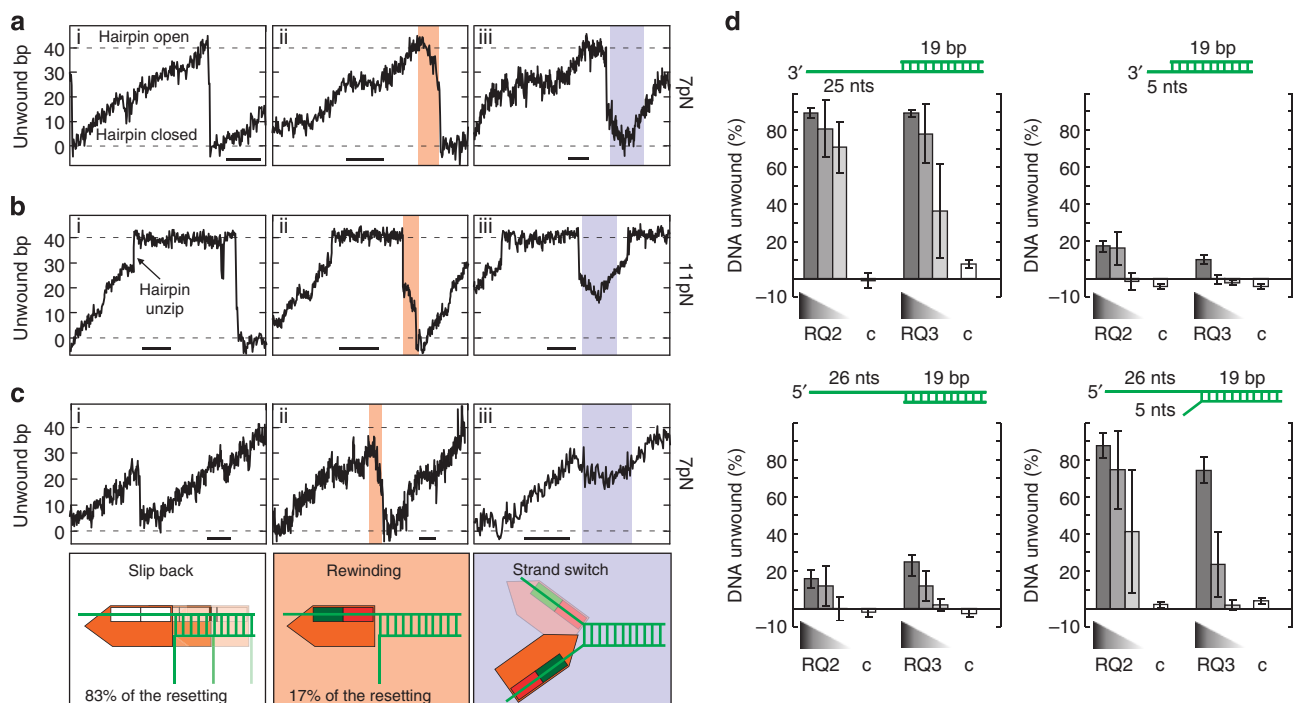 a
i
ii
iii
Hairpin open
Hairpin closed
Unwound bp
40
30
20
10
0
7pN
b
i
ii
iii
Hairpin
unzip
Unwound bp
40
30
20
10
0
11pN
c
i
ii
iii
Unwound bp
40
30
20
10
0
7pN
Slip back
83% of the resetting
Rewinding
17% of the resetting
Strand switch
d
19 bp
3′
25 nts
DNA unwound (%)
80
60
40
20
−10
RQ2 c RQ3 c
19 bp
3′
5 nts
DNA unwound (%)
80
60
40
20
−10
RQ2 c RQ3 c
26 nts 19 bp
5′
DNA unwound (%)
80
60
40
20
−10
RQ2 c RQ3 c
26 nts 19 bp
5′
5 nts
DNA unwound (%)
80
60
40
20
−10
RQ2 c RQ3 c